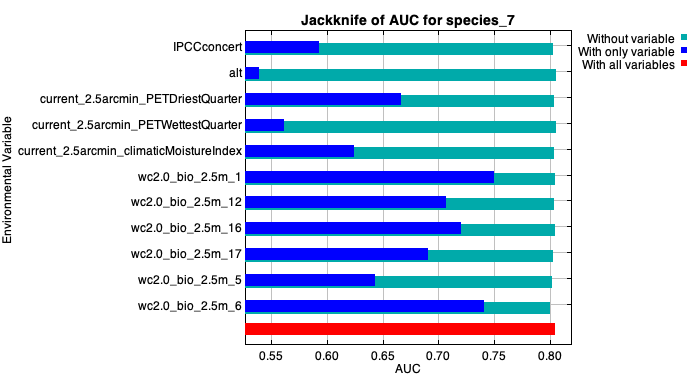 Jackknife of AUC for species_7
Without variable
With only variable
With all variables
Environmental Variable
IPCCconcert
alt
current_2.5arcmin_PETDriestQuarter
current_2.5arcmin_PETWettestQuarter
current_2.5arcmin_climaticMoistureIndex
wc2.0_bio_2.5m_1
wc2.0_bio_2.5m_12
wc2.0_bio_2.5m_16
wc2.0_bio_2.5m_17
wc2.0_bio_2.5m_5
wc2.0_bio_2.5m_6
0.55 0.60 0.65 0.70 0.75 0.80
AUC